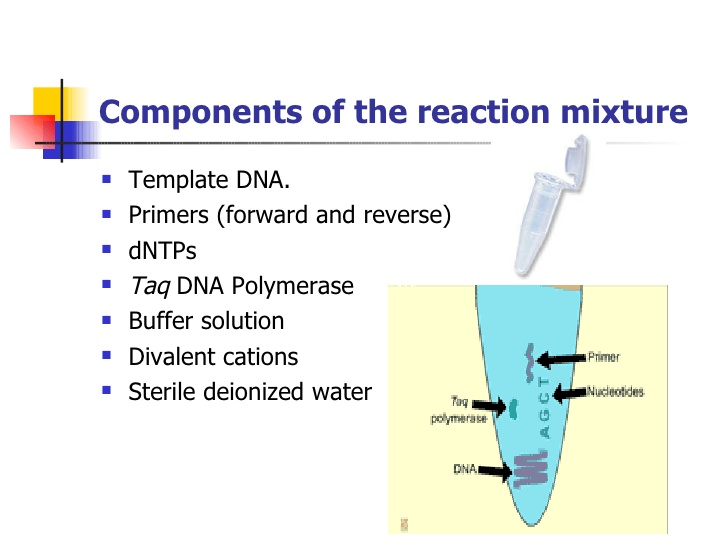 Components of the reaction mixture
Template DNA.
Primers (forward and reverse)
dNTPs
Taq DNA Polymerase
Buffer solution
Divalent cations
Sterile deionized water
Primer
Nucleotides
AGCT
Taq
polymerase
DNA